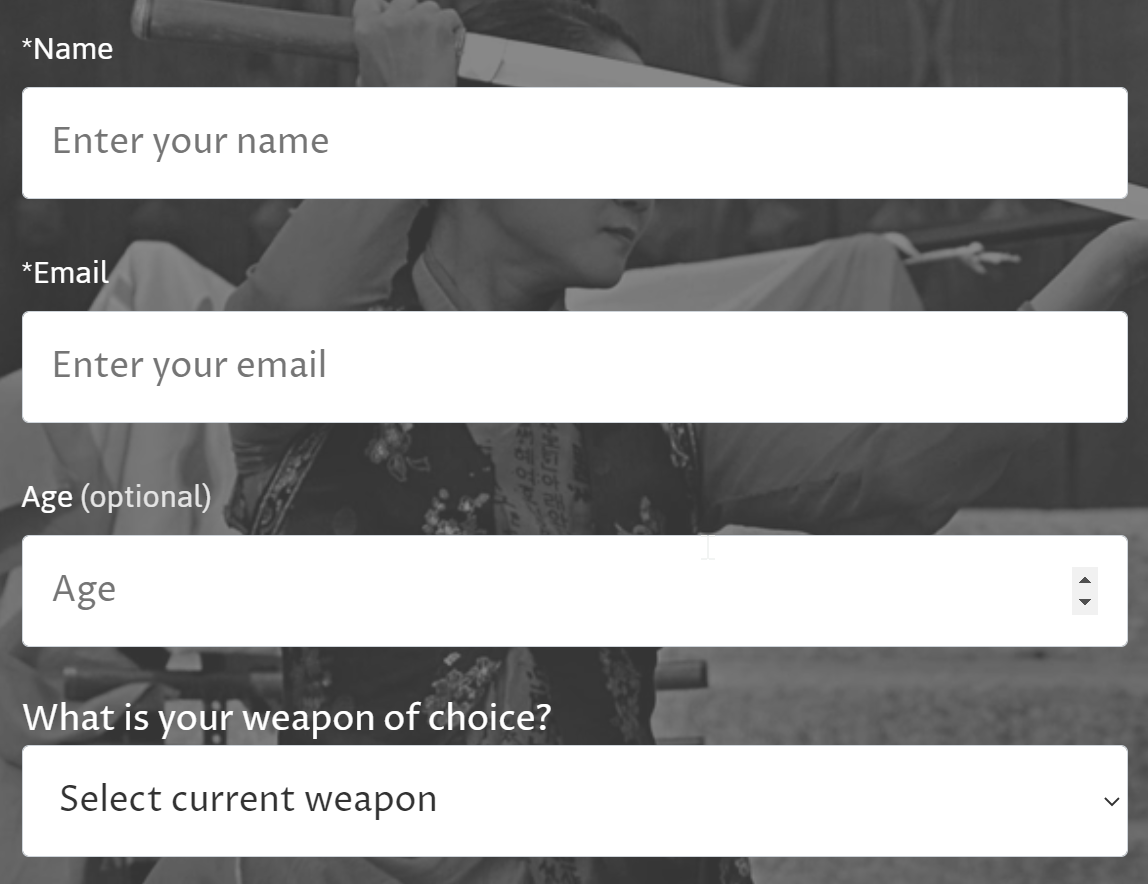 *Name
Enter your name
*Email
Enter your email
Age (optional)
Age
What is your weapon of choice?
Select current weapon